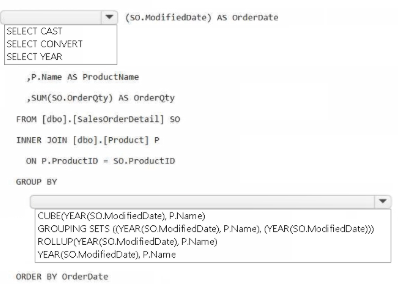 (SO.ModifiedDate) AS OrderDate
SELECT CAST
SELECT CONVERT
SELECT YEAR
,P.Name AS ProductName
,SUM(SO.OrderQty) AS OrderQty
FROM [dbo].[SalesOrderDetail] SO
INNER JOIN [dbo].[Product] P
ON P.ProductID = SO.ProductID
GROUP BY
CUBE(YEAR(SO.ModifiedDate), P.Name)
GROUPING SETS ((YEAR(SO.ModifiedDate), P.Name), (YEAR(SO.ModifiedDate)))
ROLLUP(YEAR(SO.ModifiedDate), P.Name)
YEAR(SO.ModifiedDate), P.Name
ORDER BY OrderDate